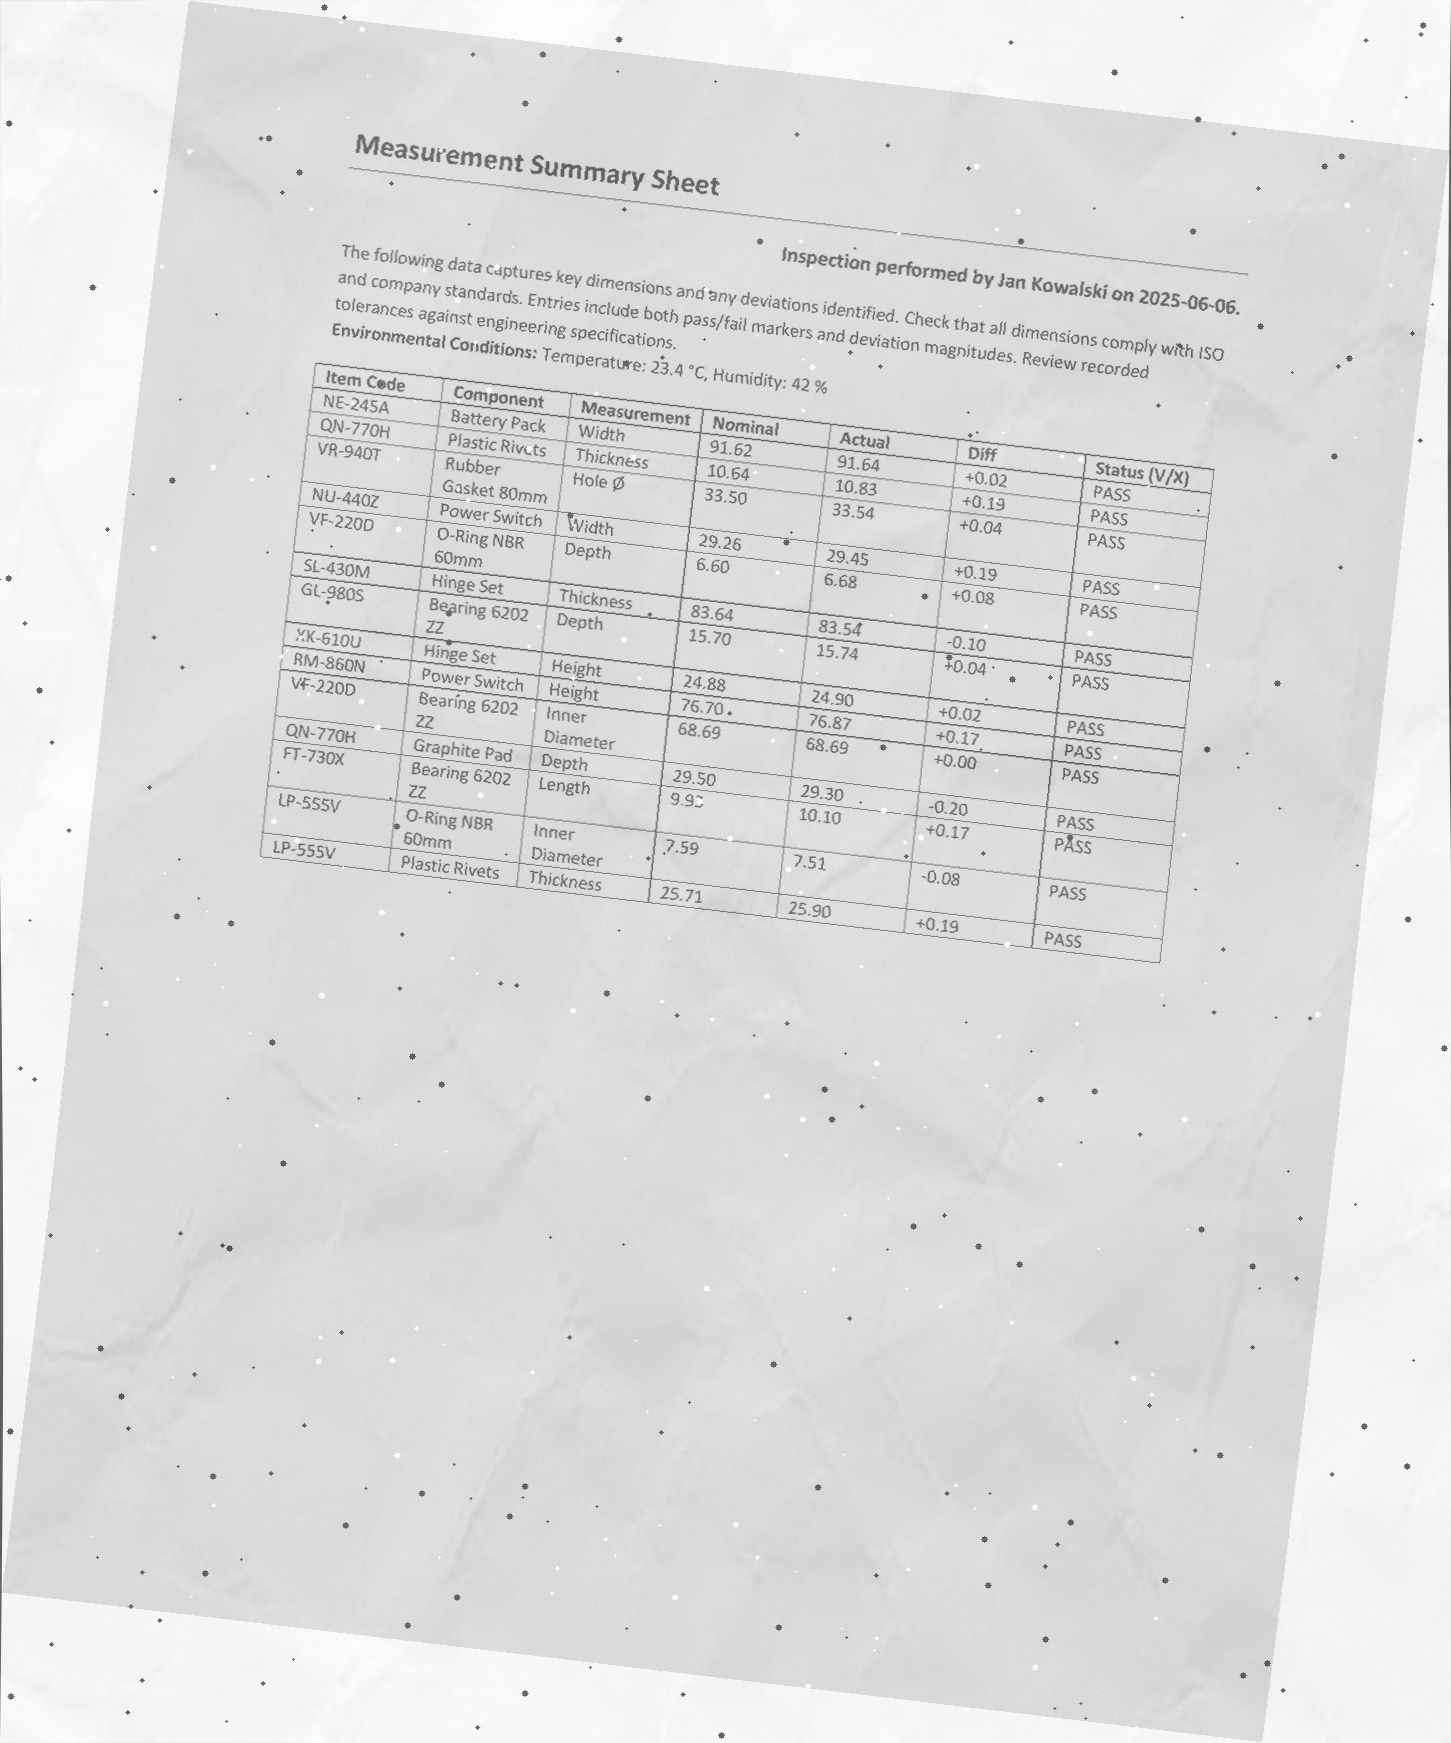 Measurement Summary Sheet
Inspection performed by Jan Kowalski on 2025-06-06.
The following data captures key dimensions and any deviations identified. Check that all dimensions comply with ISO
and company standards. Entries include both pass/fail markers and deviation magnitudes. Review recorded
tolerances against engineering specifications.
Environmental Conditions: Temperature: 23.4 °C, Humidity: 42 %
Item Code Component Measurement Nominal Actual Diff Status (V/X)
NE-245A Battery Pack Width 91.62 91.64 +0.02 PASS
QN-770H Plastic Rivets Thickness 10.64 10.83 +0.19 PASS
VR-940T Rubber Hole Ø 33.50 33.54 +0.04 PASS
Gasket 80mm
NU-440Z Power Switch Width 29.26 29.45 +0.19 PASS
VF-220D O-Ring NBR Depth 6.60 6.68 +0.08 PASS
60mm
SL-430M Hinge Set Thickness 83.64 83.54 -0.10 PASS
GL-980S Bearing 6202 Depth 15.70 15.74 +0.04 PASS
ZZ
XK-610U Hinge Set Height 24.88 24.90 +0.02 PASS
RM-860N Power Switch Height 76.70 76.87 +0.17 PASS
VF-220D Bearing 6202 Inner 68.69 68.69 +0.00 PASS
ZZ Diameter
QN-770H Graphite Pad Depth 29.50 29.30 -0.20 PASS
FT-730X Bearing 6202 Length 9.93 10.10 +0.17 PASS
ZZ
LP-555V O-Ring NBR Inner 7.59 7.51 -0.08 PASS
60mm Diameter
LP-555V Plastic Rivets Thickness 25.71 25.90 +0.19 PASS